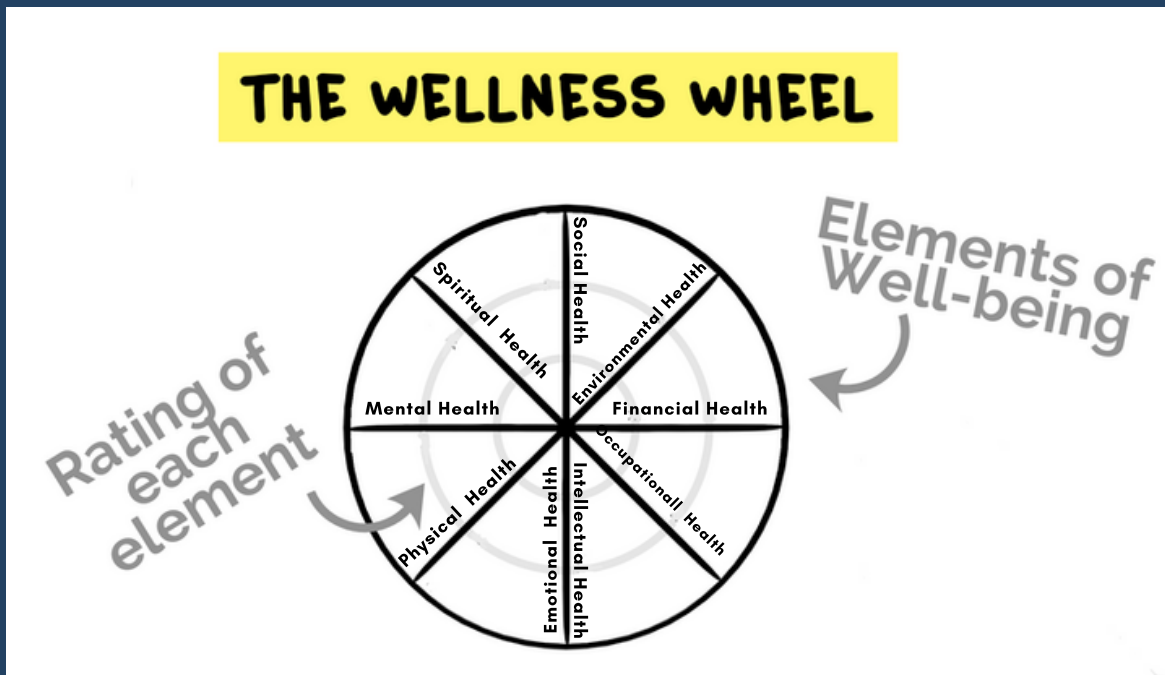 THE WELLNESS WHEEL
Elements of
Well-being
Rating of
each
element
Social Health
Environmental Health
Spiritual Health
Mental Health
Financial Health
Occupationall Health
Physical Health
Emotional Health
Intellectual Health